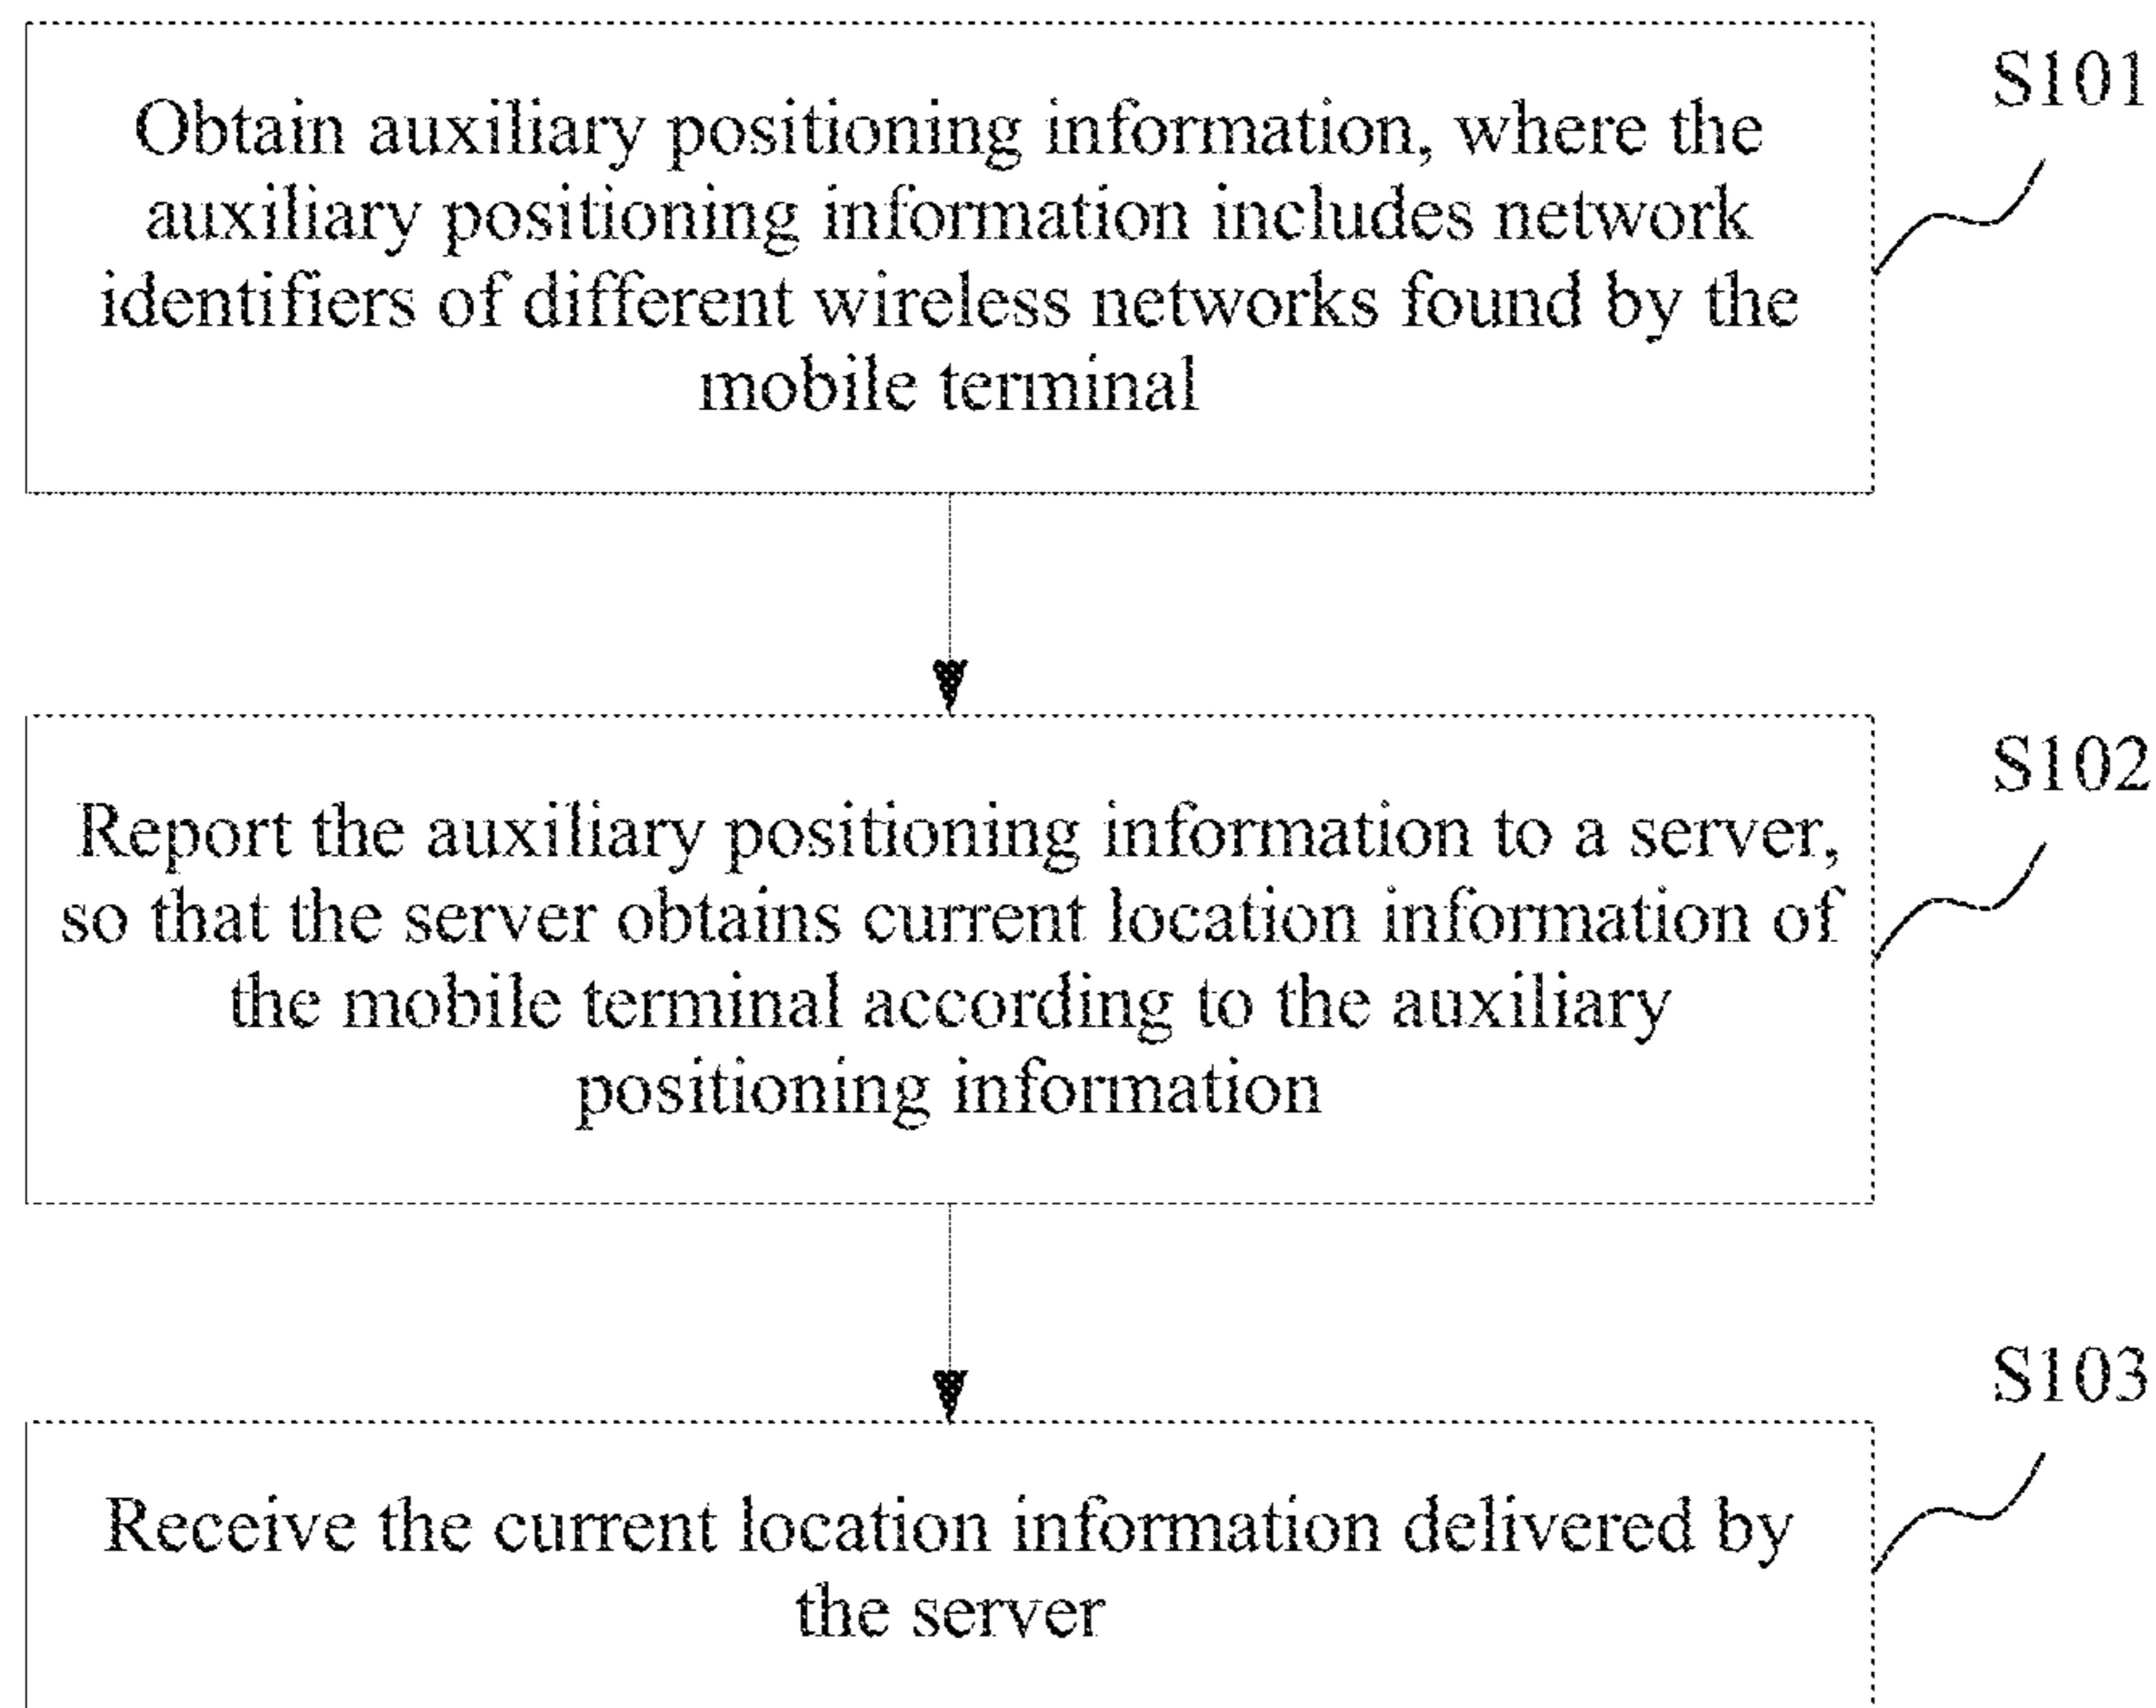 S101
Obtain auxiliary positioning information, where the
auxiliary positioning information includes network
identifiers of different wireless networks found by the
mobile terminal
S102
Report the auxiliary positioning information to a server,
so that the server obtains current location information of
the mobile terminal according to the auxiliary
positioning information
S103
Receive the current location information delivered by
the server